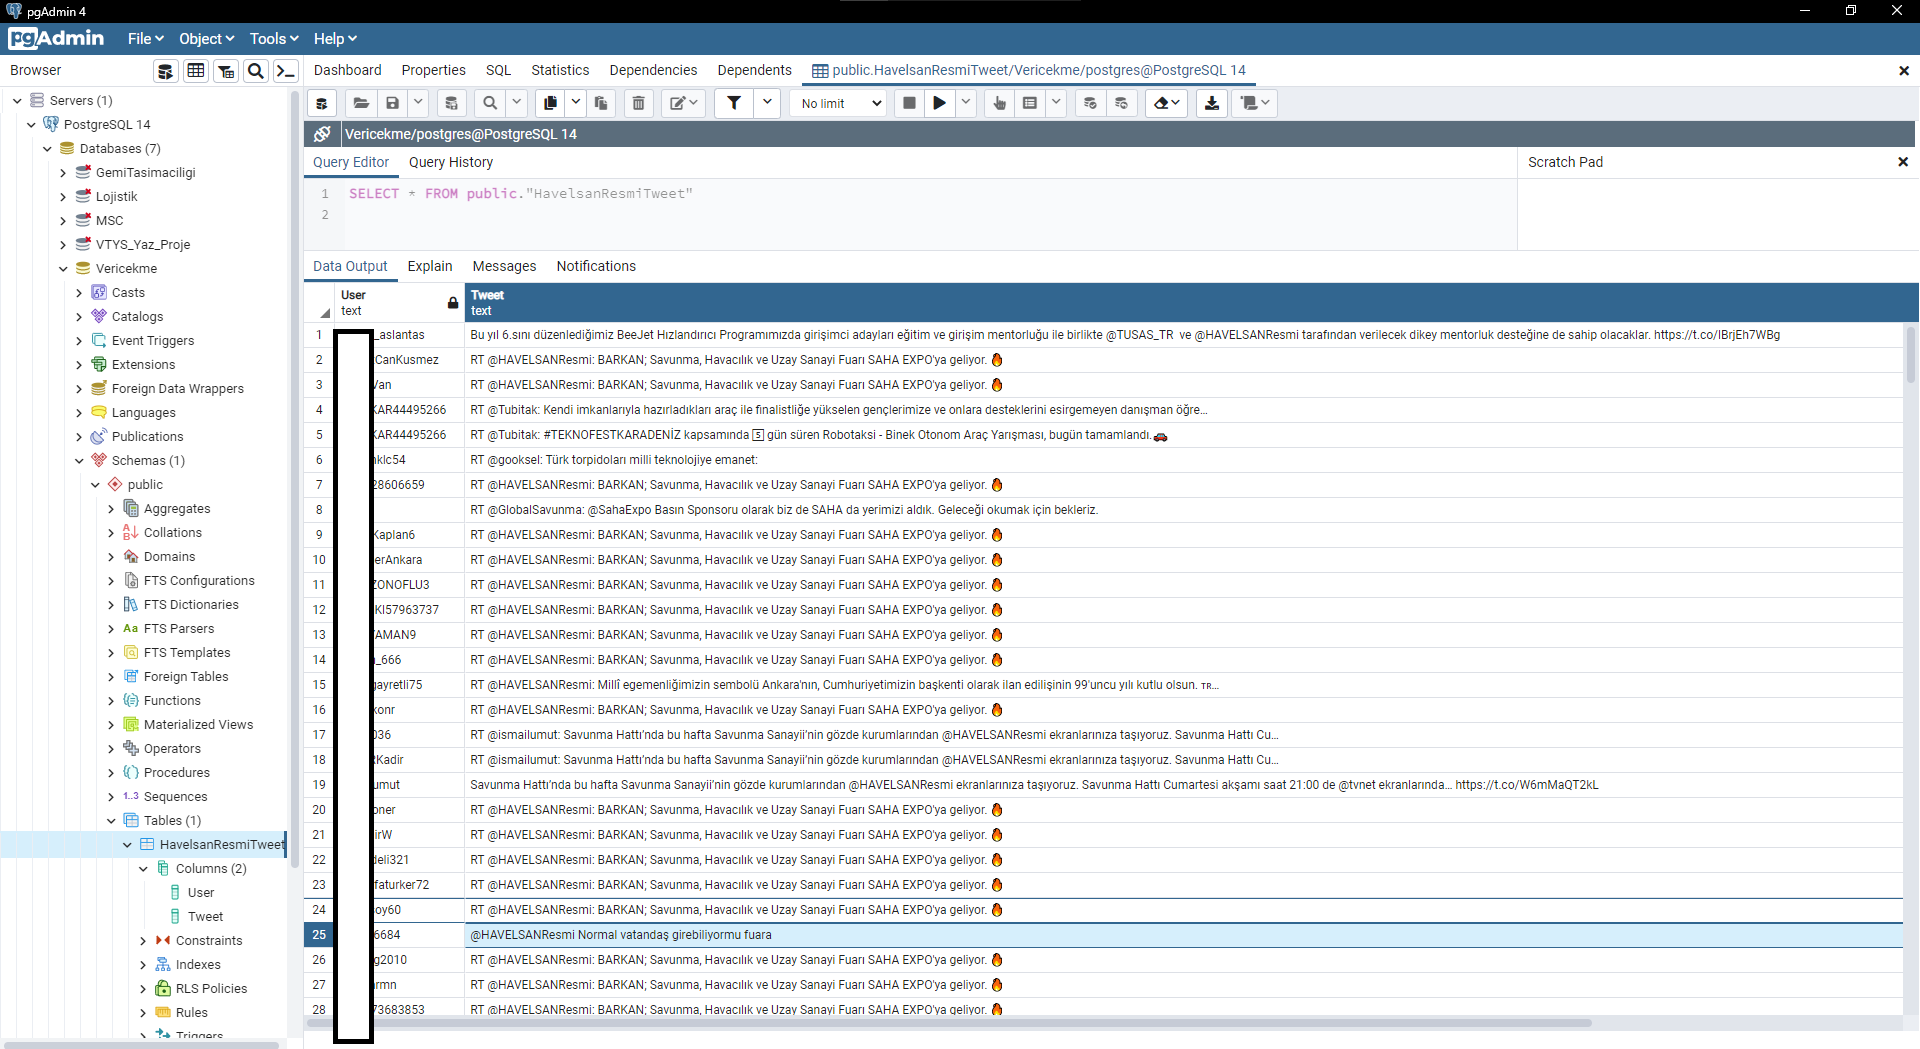 pgAdmin 4
pgAdmin File Object Tools Help
Browser
Dashboard Properties SQL Statistics Dependencies Dependents public.HavelsanResmiTweet/Vericekme/postgres@PostgreSQL 14
No limit
Vericekme/postgres@PostgreSQL 14
Query Editor Query History
Scratch Pad
1 SELECT * FROM public."HavelsanResmiTweet"
2
Servers (1)
PostgreSQL 14
Databases (7)
GemiTasimaciligi
Lojistik
MSC
VTYS_Yaz_Proje
Vericekme
Casts
Catalogs
Event Triggers
Extensions
Foreign Data Wrappers
Languages
Publications
Schemas (1)
public
Aggregates
Collations
Domains
FTS Configurations
FTS Dictionaries
FTS Parsers
FTS Templates
Foreign Tables
Functions
Materialized Views
Operators
Procedures
Sequences
Tables (1)
HavelsanResmiTweet
Columns (2)
User
Tweet
Constraints
Indexes
RLS Policies
Rules
Triggers
Data Output Explain Messages Notifications
User text Tweet text
1 _aslantas Bu yıl 6.sını düzenlediğimiz BeeJet Hızlandırıcı Programımızda girişimci adayları eğitim ve girişim mentorluğu ile birlikte @TUSAS_TR ve @HAVELSANResmi tarafından verilecek dikey mentorluk desteğine de sahip olacaklar. https://t.co/IBrjEh7WBg
2 CanKusmez RT @HAVELSANResmi: BARKAN; Savunma, Havacılık ve Uzay Sanayi Fuarı SAHA EXPO'ya geliyor. 🔥
3 Van RT @HAVELSANResmi: BARKAN; Savunma, Havacılık ve Uzay Sanayi Fuarı SAHA EXPO'ya geliyor. 🔥
4 KAR44495266 RT @Tubitak: Kendi imkanlarıyla hazırladıkları araç ile finalistliğe yükselen gençlerimize ve onlara desteklerini esirgemeyen danışman öğre…
5 KAR44495266 RT @Tubitak: #TEKNOFESTKARADENİZ kapsamında 5️⃣ gün süren Robotaksi - Binek Otonom Araç Yarışması, bugün tamamlandı.🚗
6 nklc54 RT @gooksel: Türk torpidoları milli teknolojiye emanet:
7 28606659 RT @HAVELSANResmi: BARKAN; Savunma, Havacılık ve Uzay Sanayi Fuarı SAHA EXPO'ya geliyor. 🔥
8 RT @GlobalSavunma: @SahaExpo Basın Sponsoru olarak biz de SAHA da yerimizi aldık. Geleceği okumak için bekleriz.
9 Kaplan6 RT @HAVELSANResmi: BARKAN; Savunma, Havacılık ve Uzay Sanayi Fuarı SAHA EXPO'ya geliyor. 🔥
10 erAnkara RT @HAVELSANResmi: BARKAN; Savunma, Havacılık ve Uzay Sanayi Fuarı SAHA EXPO'ya geliyor. 🔥
11 ZONOFLU3 RT @HAVELSANResmi: BARKAN; Savunma, Havacılık ve Uzay Sanayi Fuarı SAHA EXPO'ya geliyor. 🔥
12 KI57963737 RT @HAVELSANResmi: BARKAN; Savunma, Havacılık ve Uzay Sanayi Fuarı SAHA EXPO'ya geliyor. 🔥
13 YAMAN9 RT @HAVELSANResmi: BARKAN; Savunma, Havacılık ve Uzay Sanayi Fuarı SAHA EXPO'ya geliyor. 🔥
14 _666 RT @HAVELSANResmi: BARKAN; Savunma, Havacılık ve Uzay Sanayi Fuarı SAHA EXPO'ya geliyor. 🔥
15 gayretli75 RT @HAVELSANResmi: Millî egemenliğimizin sembolü Ankara'nın, Cumhuriyetimizin başkenti olarak ilan edilişinin 99'uncu yılı kutlu olsun. 🇹🇷…
16 konr RT @HAVELSANResmi: BARKAN; Savunma, Havacılık ve Uzay Sanayi Fuarı SAHA EXPO'ya geliyor. 🔥
17 036 RT @ismailumut: Savunma Hattı'nda bu hafta Savunma Sanayii'nin gözde kurumlarından @HAVELSANResmi ekranlarınıza taşıyoruz. Savunma Hattı Cu…
18 RKadir RT @ismailumut: Savunma Hattı'nda bu hafta Savunma Sanayii'nin gözde kurumlarından @HAVELSANResmi ekranlarınıza taşıyoruz. Savunma Hattı Cu…
19 umut Savunma Hattı'nda bu hafta Savunma Sanayii'nin gözde kurumlarından @HAVELSANResmi ekranlarınıza taşıyoruz. Savunma Hattı Cumartesi akşamı saat 21:00 de @tvnet ekranlarında… https://t.co/W6mMaQT2kL
20 oner RT @HAVELSANResmi: BARKAN; Savunma, Havacılık ve Uzay Sanayi Fuarı SAHA EXPO'ya geliyor. 🔥
21 irW RT @HAVELSANResmi: BARKAN; Savunma, Havacılık ve Uzay Sanayi Fuarı SAHA EXPO'ya geliyor. 🔥
22 deli321 RT @HAVELSANResmi: BARKAN; Savunma, Havacılık ve Uzay Sanayi Fuarı SAHA EXPO'ya geliyor. 🔥
23 faturker72 RT @HAVELSANResmi: BARKAN; Savunma, Havacılık ve Uzay Sanayi Fuarı SAHA EXPO'ya geliyor. 🔥
24 oy60 RT @HAVELSANResmi: BARKAN; Savunma, Havacılık ve Uzay Sanayi Fuarı SAHA EXPO'ya geliyor. 🔥
25 6684 @HAVELSANResmi Normal vatandaş girebiliyormu fuara
26 g2010 RT @HAVELSANResmi: BARKAN; Savunma, Havacılık ve Uzay Sanayi Fuarı SAHA EXPO'ya geliyor. 🔥
27 rmn RT @HAVELSANResmi: BARKAN; Savunma, Havacılık ve Uzay Sanayi Fuarı SAHA EXPO'ya geliyor. 🔥
28 73683853 RT @HAVELSANResmi: BARKAN; Savunma, Havacılık ve Uzay Sanayi Fuarı SAHA EXPO'ya geliyor. 🔥